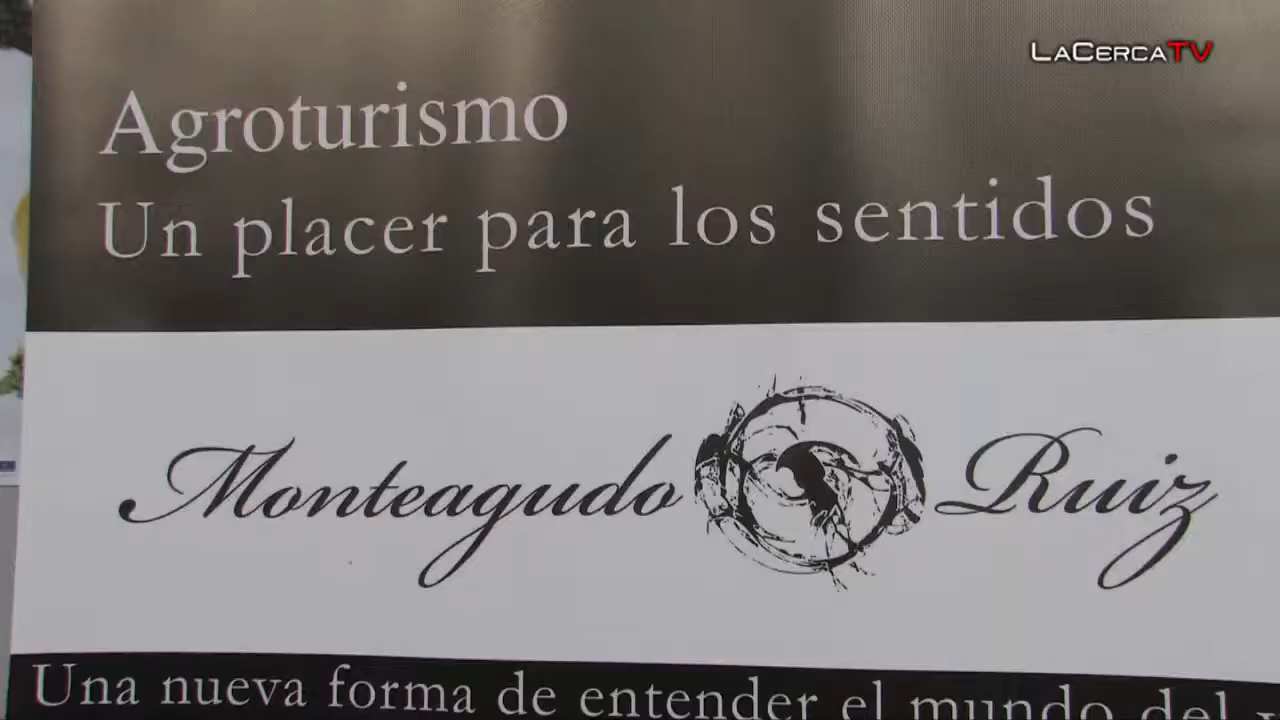 LaCercaTV
Agroturismo
Un placer para los sentidos
Monteagudo Ruiz
Una nueva forma de entender el mundo del